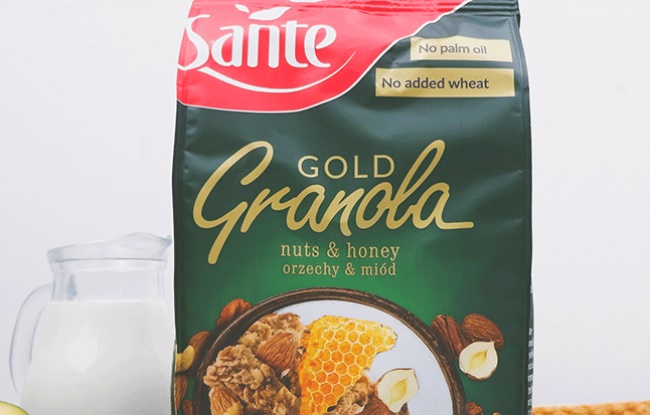 Sante
No palm oil
No added wheat
GOLD
Granola
nuts & honey
orzechy & miód